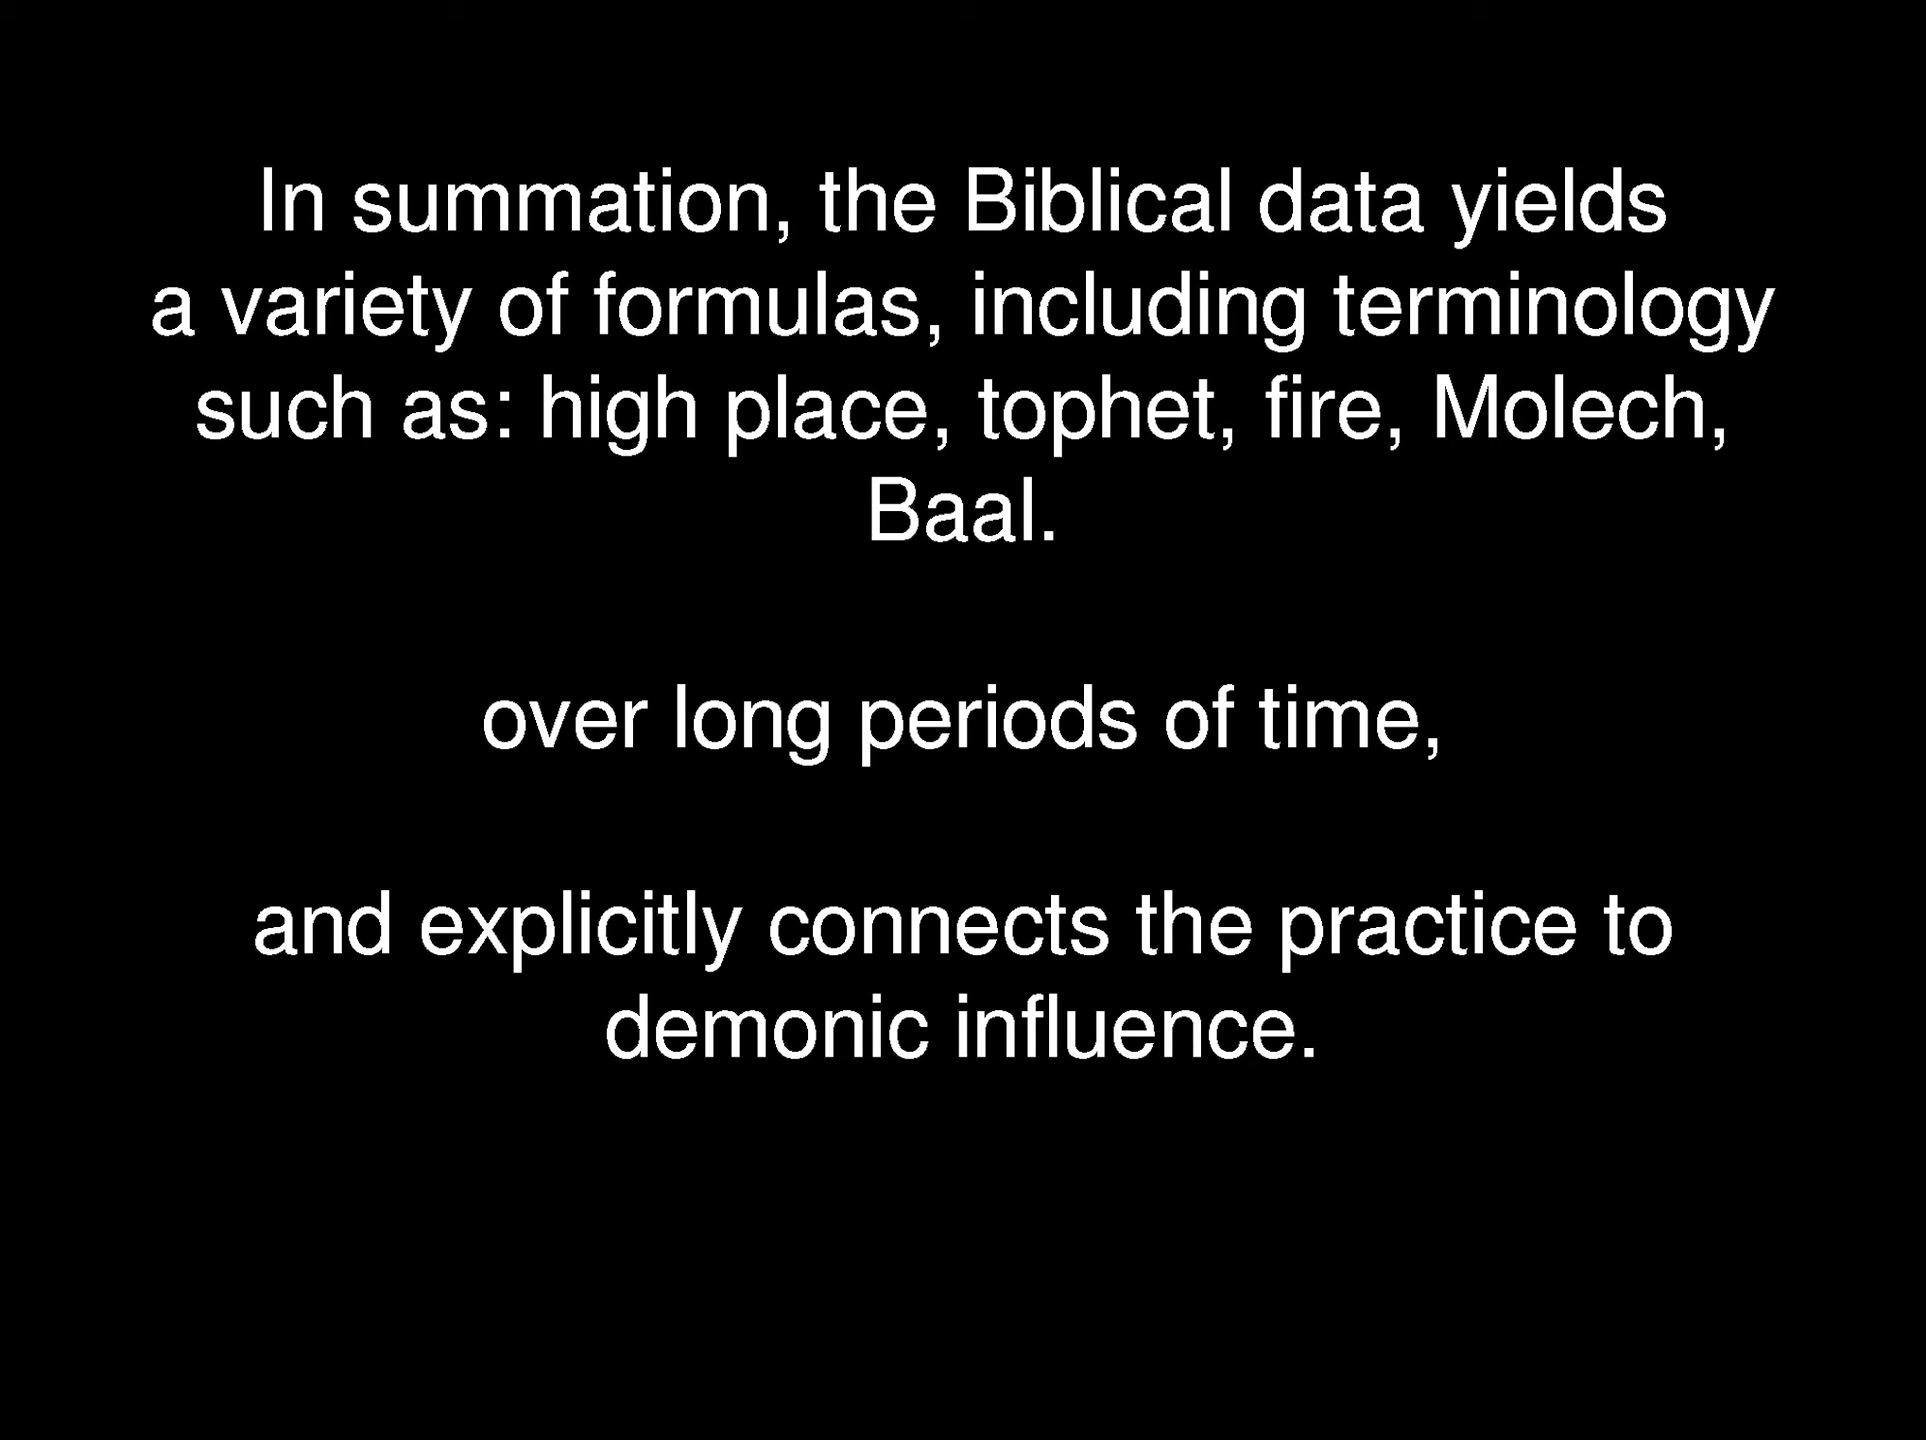 In summation, the Biblical data yields
a variety of formulas, including terminology
such as: high place, tophet, fire, Molech,
Baal.
over long periods of time,
and explicitly connects the practice to
demonic influence.